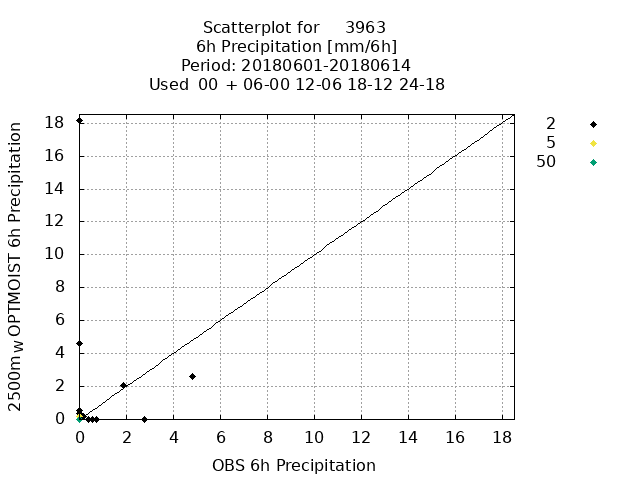 Scatterplot for 3963
6h Precipitation [mm/6h]
Period: 20180601-20180614
Used 00 + 06-00 12-06 18-12 24-18
2500m_w OPTMOIST 6h Precipitation
18
16
14
12
10
8
6
4
2
0
0 2 4 6 8 10 12 14 16 18
OBS 6h Precipitation
2
5
50